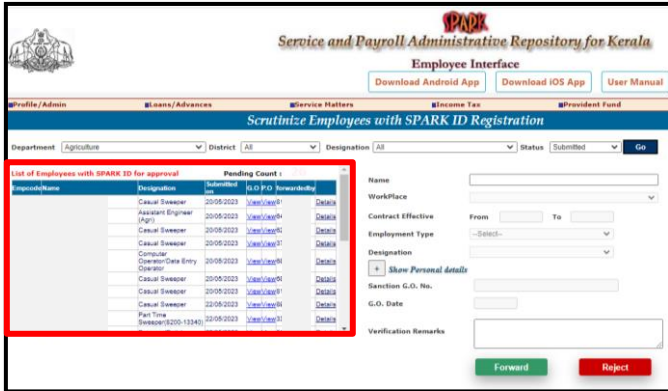 SPARK
Service and Payroll Administrative Repository for Kerala
Employee Interface
Download Android App Download iOS App User Manual
Profile/Admin Loans/Advances Service Matters Income Tax Provident Fund
Scrutinize Employees with SPARK ID Registration
Department Agriculture District All Designation All Status Submitted Go
List of Employees with SPARK ID for approval Pending Count :
Empcode Name Designation Submitted on G.O P.O forwardedby
Casual Sweeper 20/05/2023 View View Details
Assistant Engineer (Agri) 20/05/2023 View View Details
Casual Sweeper 20/05/2023 View View Details
Casual Sweeper 20/05/2023 View View Details
Computer Operator/Data Entry Operator 20/05/2023 View View Details
Casual Sweeper 20/05/2023 View View Details
Casual Sweeper 20/05/2023 View View Details
Casual Sweeper 22/05/2023 View View Details
Part Time Sweeper(8200-13340) 22/05/2023 View View Details
Name
WorkPlace
Contract Effective From To
Employment Type --Select--
Designation
+ Show Personal details
Sanction G.O. No.
G.O. Date
Verification Remarks
Forward Reject